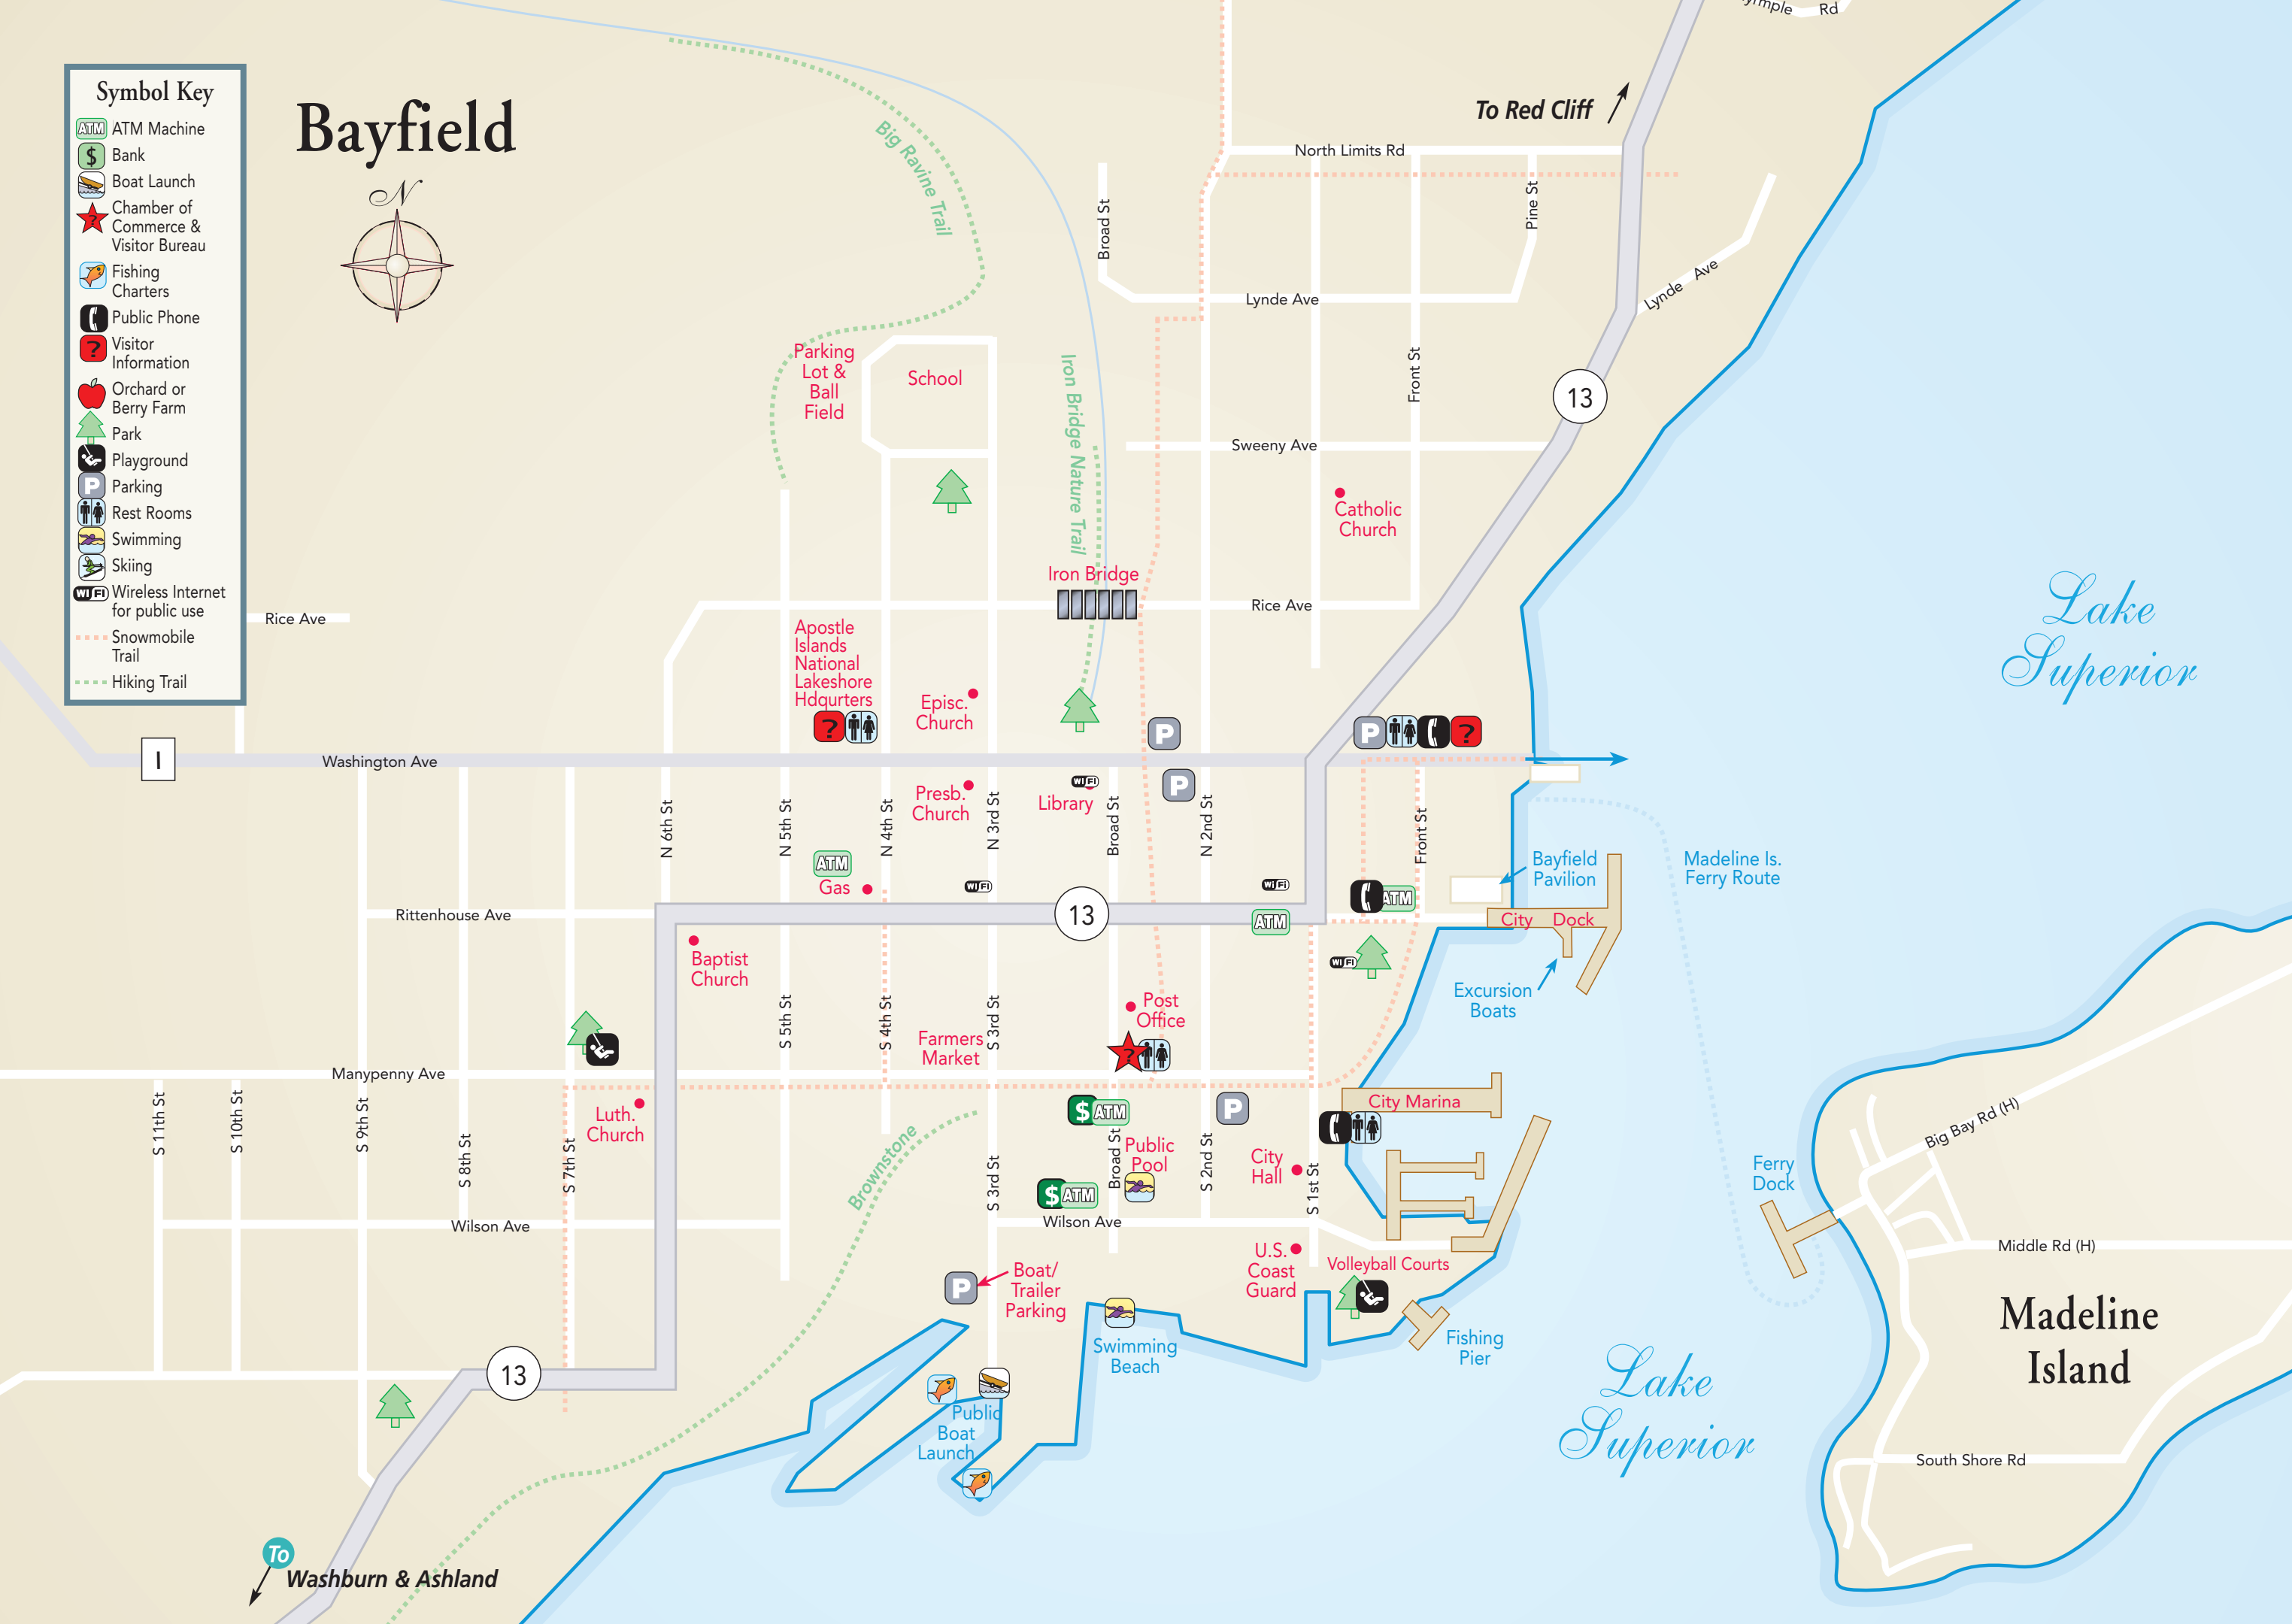 yrmple Rd
Symbol Key
ATM ATM Machine
$ Bank
Boat Launch
? Chamber of
Commerce &
Visitor Bureau
Fishing
Charters
Public Phone
? Visitor
Information
Orchard or
Berry Farm
Park
Playground
P Parking
Rest Rooms
Swimming
Skiing
WiFi Wireless Internet
for public use
Snowmobile
Trail
Hiking Trail
Bayfield
N
To Red Cliff
North Limits Rd
Big Ravine Trail
Broad St
Pine St
Lynde Ave
Lynde Ave
Parking
Lot &
Ball
Field
School
Iron Bridge Nature Trail
Front St
13
Sweeny Ave
Catholic
Church
Iron Bridge
Rice Ave
Rice Ave
Lake
Superior
Apostle
Islands
National
Lakeshore
Hdqurters
?
Episc.
Church
P
P
?
I
Washington Ave
P
WiFi
Library
Presb.
Church
N 6th St
N 5th St
N 4th St
N 3rd St
Broad St
N 2nd St
Front St
ATM
Gas
WiFi
WiFi
ATM
Bayfield
Pavilion
Madeline Is.
Ferry Route
Rittenhouse Ave
13
ATM
City Dock
Baptist
Church
WiFi
Excursion
Boats
S 5th St
S 4th St
S 3rd St
Post
Office
Farmers
Market
?
Manypenny Ave
City Marina
S 11th St
S 10th St
S 9th St
S 8th St
S 7th St
Luth.
Church
Brownstone
$ ATM
P
Broad St
Public
Pool
City
Hall
S 3rd St
S 2nd St
S 1st St
$ ATM
Big Bay Rd (H)
Ferry
Dock
Wilson Ave
Wilson Ave
Middle Rd (H)
U.S.
Coast
Guard
Volleyball Courts
P
Boat/
Trailer
Parking
Madeline
Island
Swimming
Beach
Fishing
Pier
13
Lake
Superior
Public
Boat
Launch
South Shore Rd
To
Washburn & Ashland